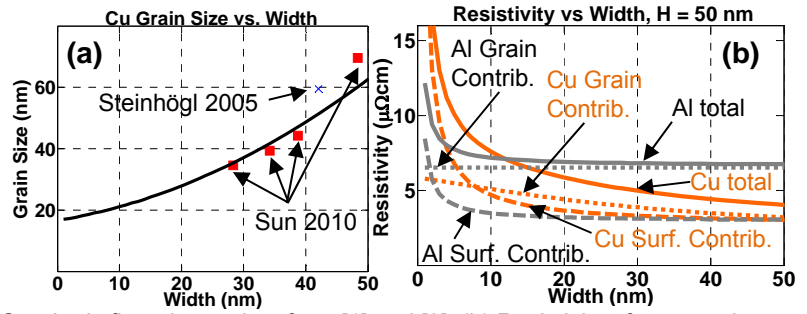 Cu Grain Size vs. Width
(a)
Grain Size (nm)
60
40
20
Steinhögl 2005
Sun 2010
0 10 20 30 40 50
Width (nm)
Resistivity vs Width, H = 50 nm
(b)
Resistivity (µΩcm)
15
10
5
Al Grain
Contrib.
Cu Grain
Contrib.
Al total
Cu total
Al Surf. Contrib.
Cu Surf. Contrib.
0 10 20 30 40 50
Width (nm)